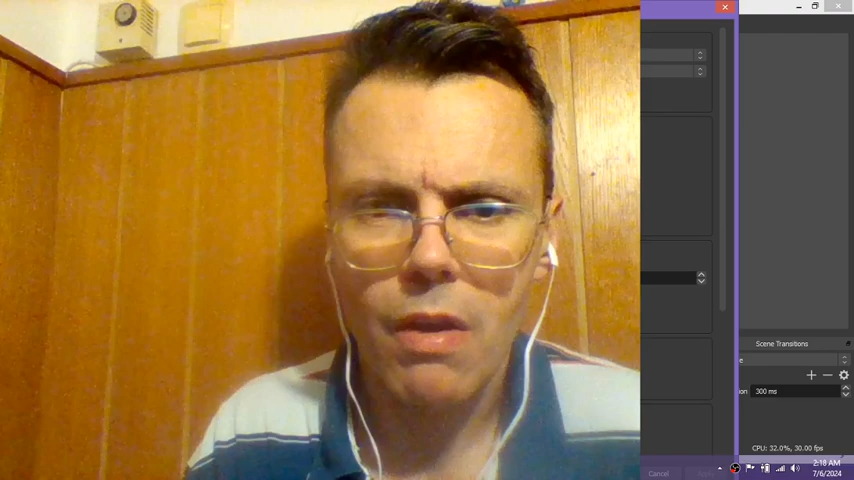 Scene Transitions
300 ms
CPU: 32.0%, 30.00 fps
Cancel
2:18 AM
7/6/2024